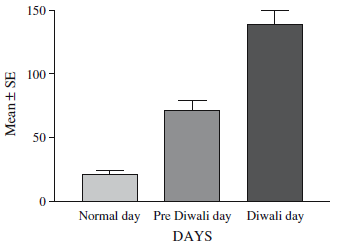 150
100
50
0
Mean ± SE
Normal day Pre Diwali day Diwali day
DAYS